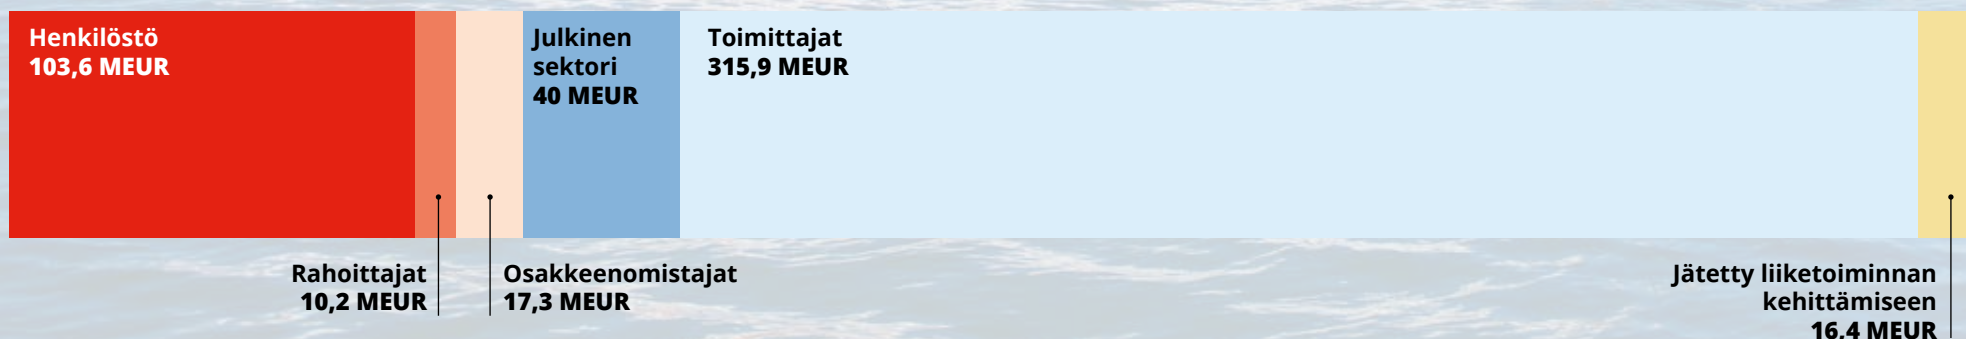 Henkilöstö
103,6 MEUR
Julkinen
sektori
40 MEUR
Toimittajat
315,9 MEUR
Rahoittajat
10,2 MEUR
Osakkeenomistajat
17,3 MEUR
Jätetty liiketoiminnan
kehittämiseen
16,4 MEUR